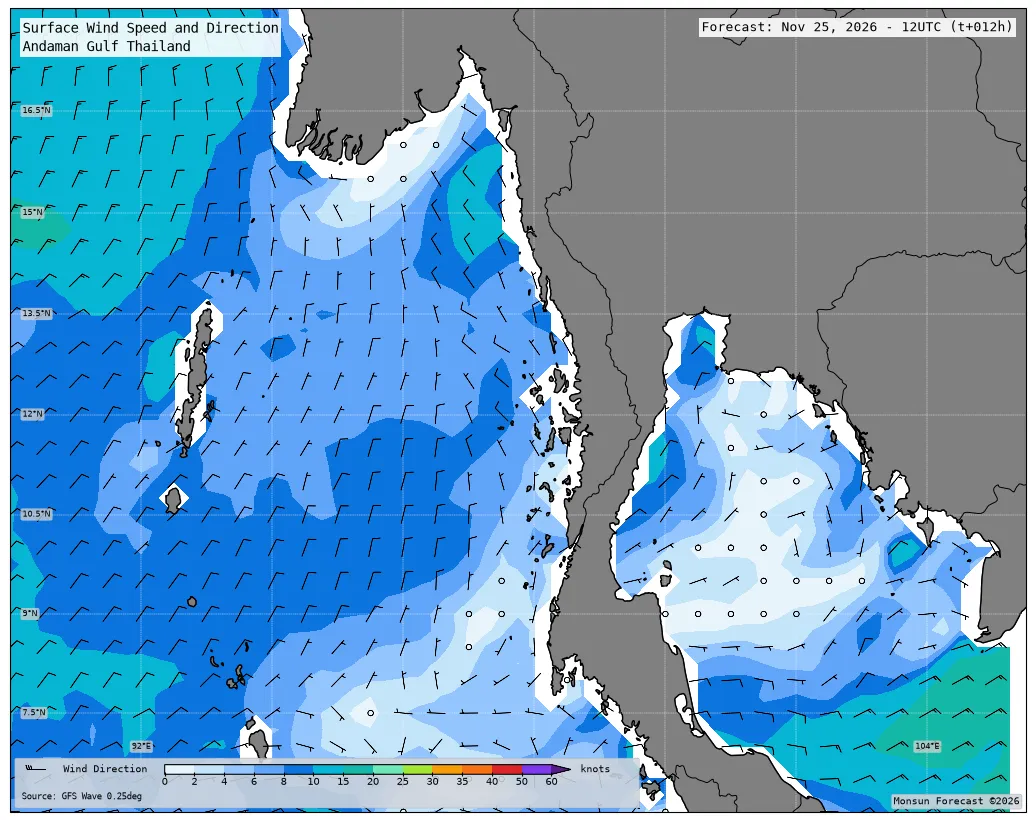 Surface Wind Speed and Direction
Andaman Gulf Thailand
Forecast: Nov 25, 2026 - 12UTC (t+012h)
16.5°N
15°N
13.5°N
12°N
10.5°N
9°N
7.5°N
92°E
104°E
Wind Direction
knots
0 2 4 6 8 10 15 20 25 30 35 40 50 60
Source: GFS Wave 0.25deg
Monsun Forecast ©2026